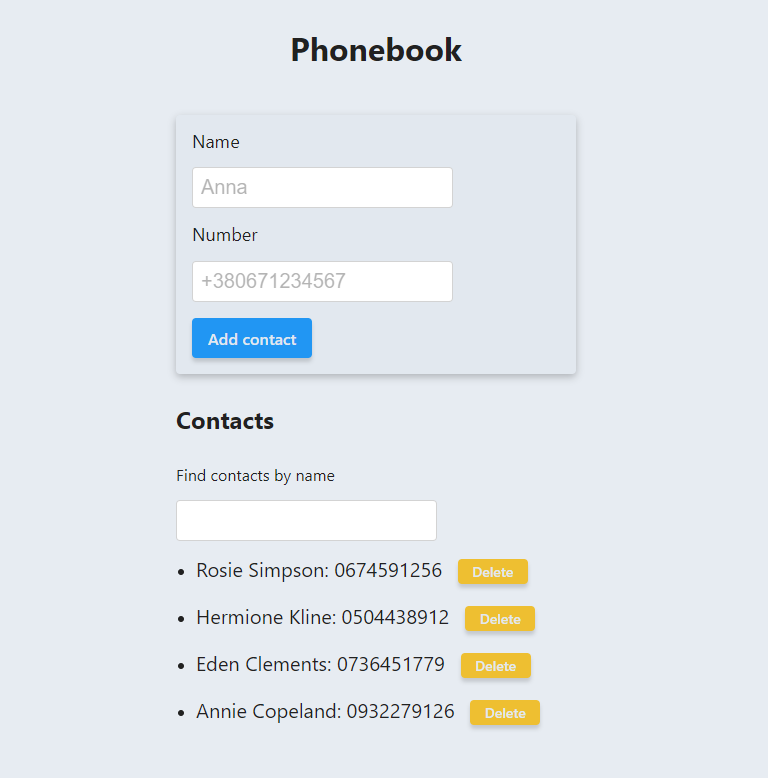 Phonebook
Name
Anna
Number
+380671234567
Add contact
Contacts
Find contacts by name
Rosie Simpson: 0674591256 Delete
Hermione Kline: 0504438912 Delete
Eden Clements: 0736451779 Delete
Annie Copeland: 0932279126 Delete